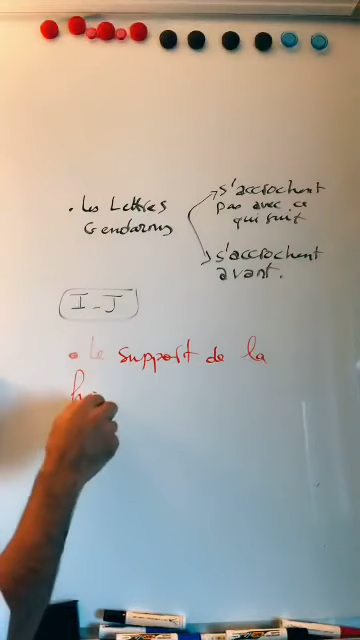 • Les Lettres
Gendarmes
s'accrochent
pas avec ce
qui suit
s'accrochent
avant.
I - J
• Le support de la